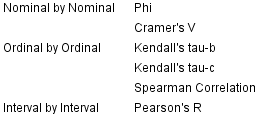 Nominal by Nominal Phi
Cramer's V
Ordinal by Ordinal Kendall's tau-b
Kendall's tau-c
Spearman Correlation
Interval by Interval Pearson's R